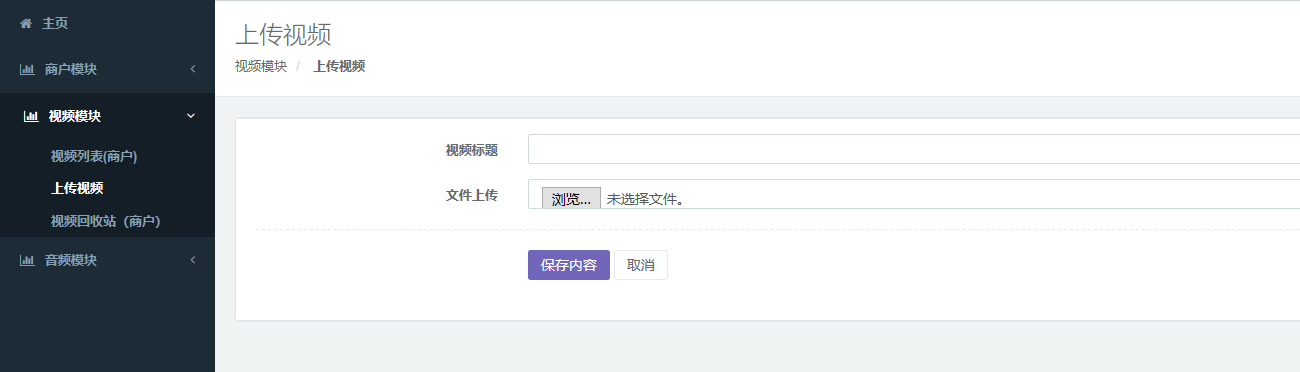 主页
商户模块
视频模块
视频列表(商户)
上传视频
视频回收站（商户）
音频模块
上传视频
视频模块 / 上传视频
视频标题
文件上传 浏览... 未选择文件。
保存内容 取消